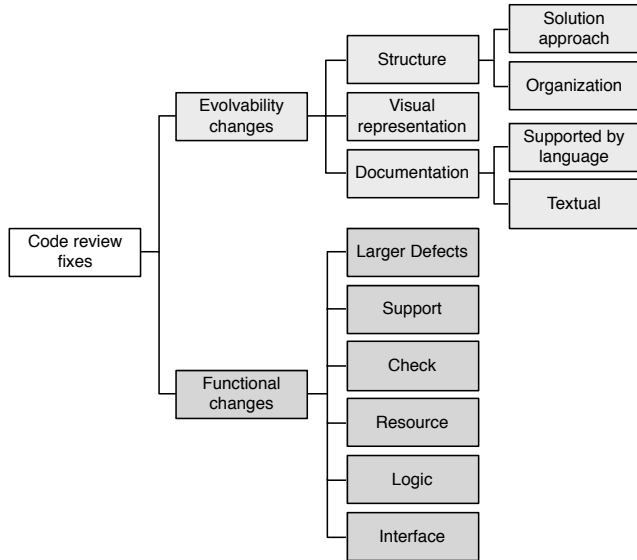 Solution
approach
Structure
Organization
Evolvability
changes
Visual
representation
Supported by
language
Documentation
Textual
Code review
fixes
Larger Defects
Support
Check
Functional
changes
Resource
Logic
Interface